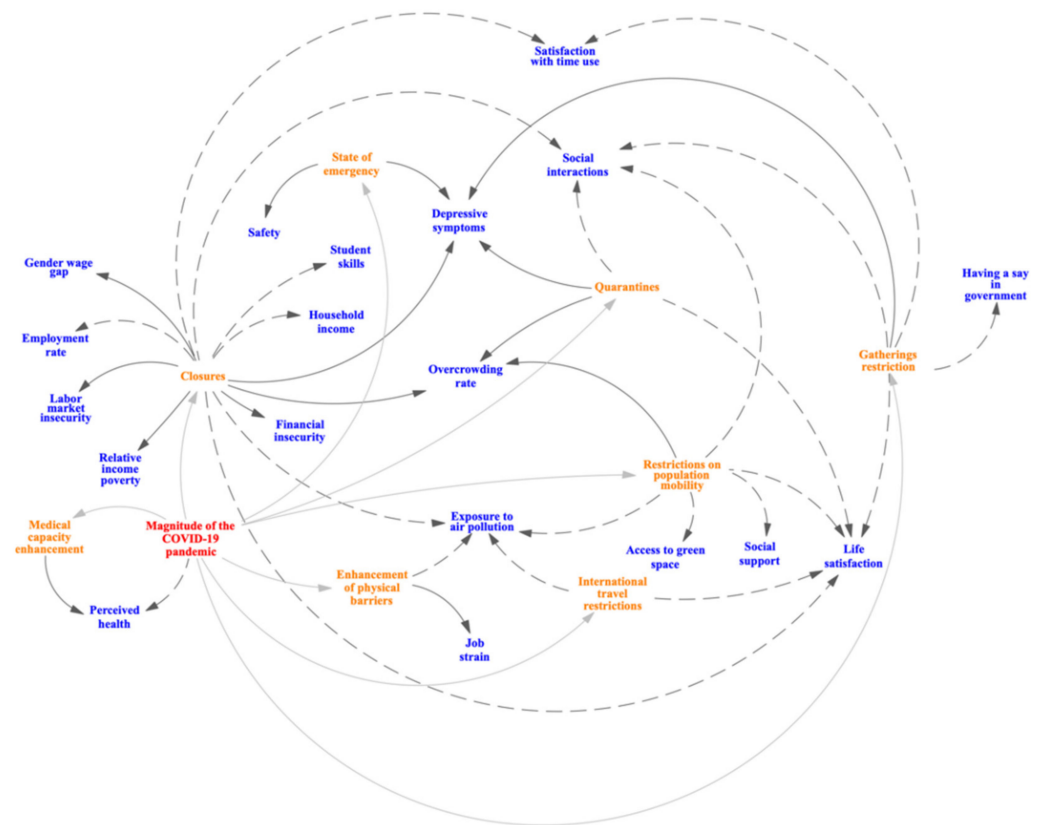 Satisfaction
with time use
State of
emergency
Social
interactions
Safety
Depressive
symptoms
Student
skills
Gender wage
gap
Quarantines
Having a say
in
government
Household
income
Employment
rate
Closures
Overcrowding
rate
Gatherings
restriction
Labor
market
insecurity
Financial
insecurity
Relative
income
poverty
Restrictions on
population
mobility
Medical
capacity
enhancement
Magnitude of the
COVID-19
pandemic
Exposure to
air pollution
Access to green
space
Social
support
Life
satisfaction
Enhancement
of physical
barriers
International
travel
restrictions
Perceived
health
Job
strain